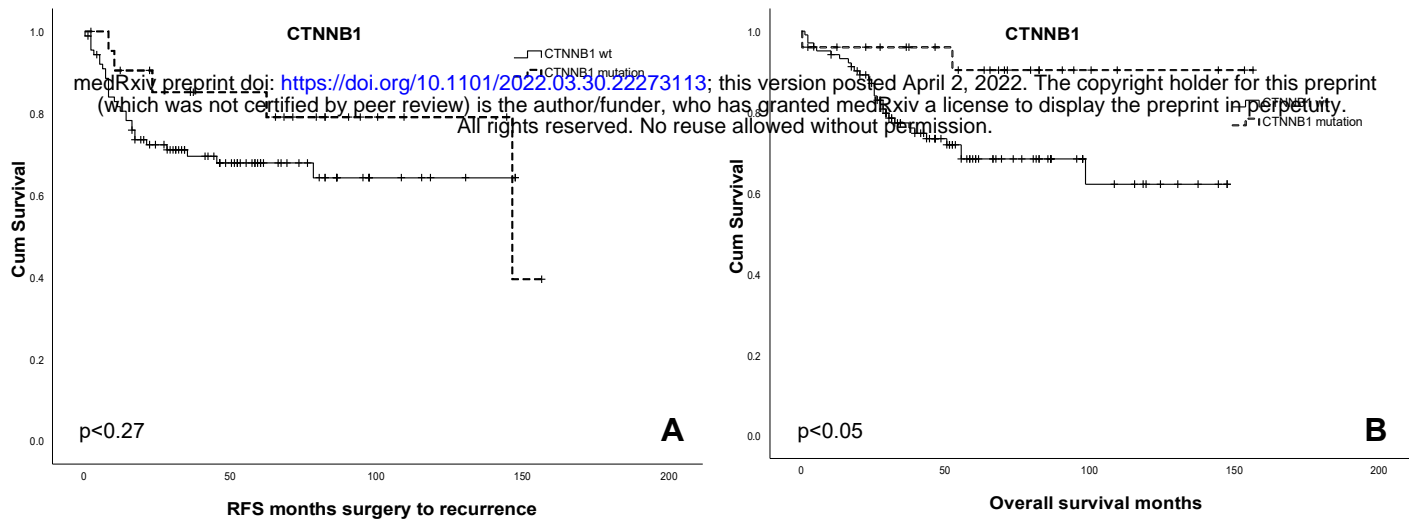 CTNNB1
CTNNB1
CTNNB1 wt
CTNNB1 mutation
medRxiv preprint doi: https://doi.org/10.1101/2022.03.30.22273113; this version posted April 2, 2022. The copyright holder for this preprint
(which was not certified by peer review) is the author/funder, who has granted medRxiv a license to display the preprint in perpetuity.
All rights reserved. No reuse allowed without permission.
CTNNB1 wt
CTNNB1 mutation
Cum Survival
1.0
0.8
0.6
0.4
0.2
0.0
p<0.27
A
0 50 100 150 200
RFS months surgery to recurrence
Cum Survival
1.0
0.8
0.6
0.4
0.2
0.0
p<0.05
B
0 50 100 150 200
Overall survival months